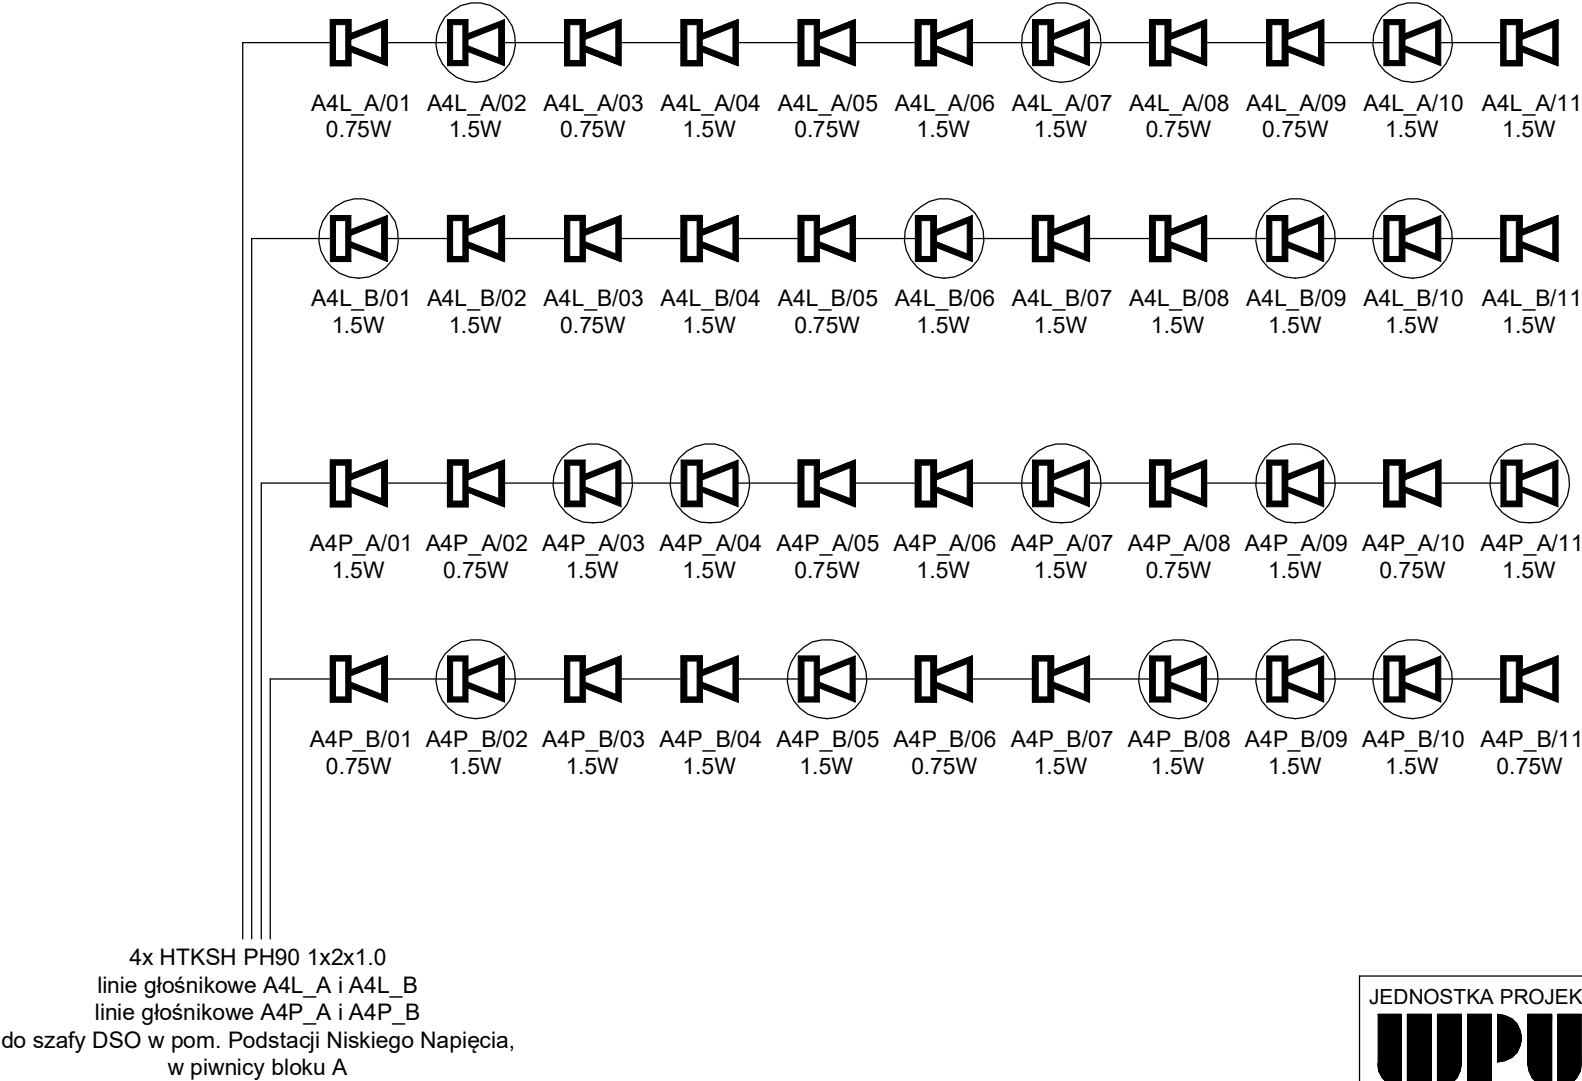 A4L_A/01 A4L_A/02 A4L_A/03 A4L_A/04 A4L_A/05 A4L_A/06 A4L_A/07 A4L_A/08 A4L_A/09 A4L_A/10 A4L_A/11
0.75W 1.5W 0.75W 1.5W 0.75W 1.5W 1.5W 0.75W 0.75W 1.5W 1.5W
A4L_B/01 A4L_B/02 A4L_B/03 A4L_B/04 A4L_B/05 A4L_B/06 A4L_B/07 A4L_B/08 A4L_B/09 A4L_B/10 A4L_B/11
1.5W 1.5W 0.75W 1.5W 0.75W 1.5W 1.5W 1.5W 1.5W 1.5W 1.5W
A4P_A/01 A4P_A/02 A4P_A/03 A4P_A/04 A4P_A/05 A4P_A/06 A4P_A/07 A4P_A/08 A4P_A/09 A4P_A/10 A4P_A/11
1.5W 0.75W 1.5W 1.5W 0.75W 1.5W 1.5W 0.75W 1.5W 0.75W 1.5W
A4P_B/01 A4P_B/02 A4P_B/03 A4P_B/04 A4P_B/05 A4P_B/06 A4P_B/07 A4P_B/08 A4P_B/09 A4P_B/10 A4P_B/11
0.75W 1.5W 1.5W 1.5W 1.5W 0.75W 1.5W 1.5W 1.5W 1.5W 0.75W
4x HTKSH PH90 1x2x1.0
linie głośnikowe A4L_A i A4L_B
linie głośnikowe A4P_A i A4P_B
do szafy DSO w pom. Podstacji Niskiego Napięcia,
w piwnicy bloku A
JEDNOSTKA PROJEK